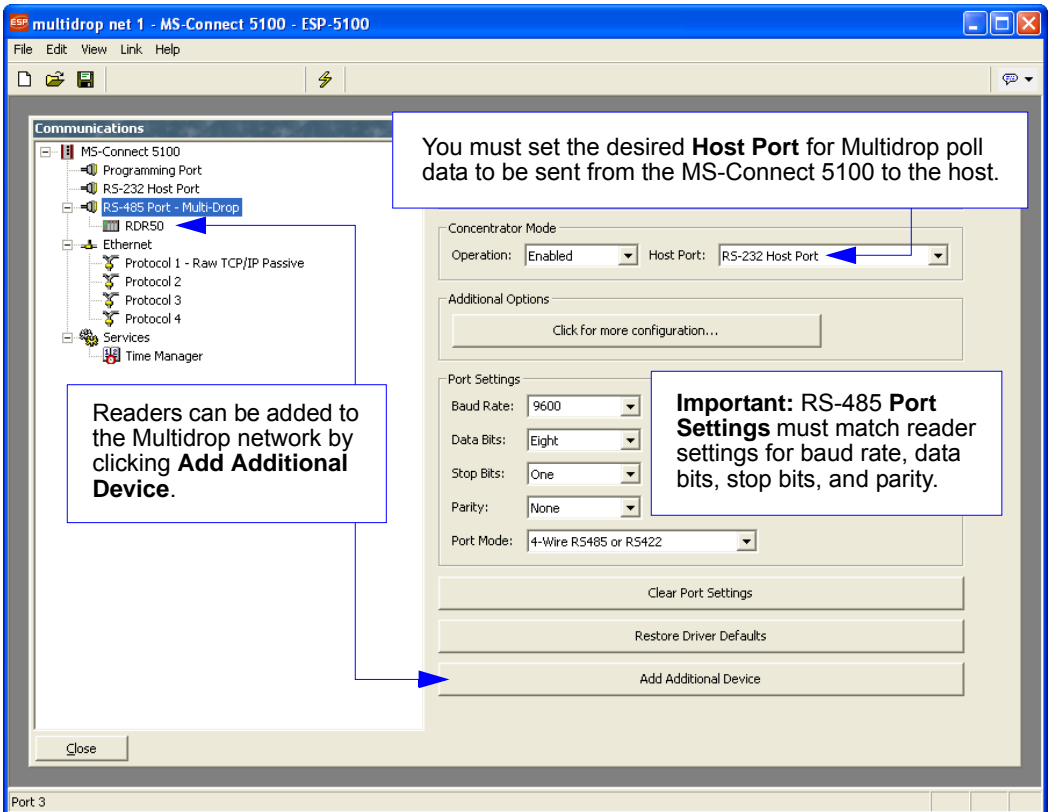 ESP multidrop net 1 - MS-Connect 5100 - ESP-5100
File Edit View Link Help
Communications
MS-Connect 5100
Programming Port
RS-232 Host Port
RS-485 Port - Multi-Drop
RDR50
Ethernet
Protocol 1 - Raw TCP/IP Passive
Protocol 2
Protocol 3
Protocol 4
Services
Time Manager
You must set the desired Host Port for Multidrop poll
data to be sent from the MS-Connect 5100 to the host.
Concentrator Mode
Operation: Enabled Host Port: RS-232 Host Port
Additional Options
Click for more configuration...
Port Settings
Baud Rate: 9600
Data Bits: Eight
Stop Bits: One
Parity: None
Port Mode: 4-Wire RS485 or RS422
Important: RS-485 Port
Settings must match reader
settings for baud rate, data
bits, stop bits, and parity.
Readers can be added to
the Multidrop network by
clicking Add Additional
Device.
Clear Port Settings
Restore Driver Defaults
Add Additional Device
Close
Port 3